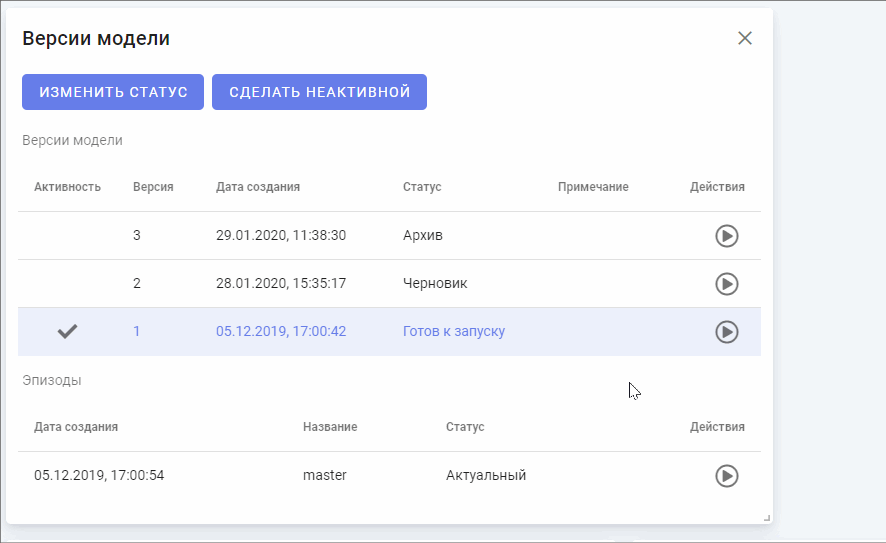 Версии модели
ИЗМЕНИТЬ СТАТУС СДЕЛАТЬ НЕАКТИВНОЙ
Версии модели
Активность Версия Дата создания Статус Примечание Действия
3 29.01.2020, 11:38:30 Архив
2 28.01.2020, 15:35:17 Черновик
1 05.12.2019, 17:00:42 Готов к запуску
Эпизоды
Дата создания Название Статус Действия
05.12.2019, 17:00:54 master Актуальный